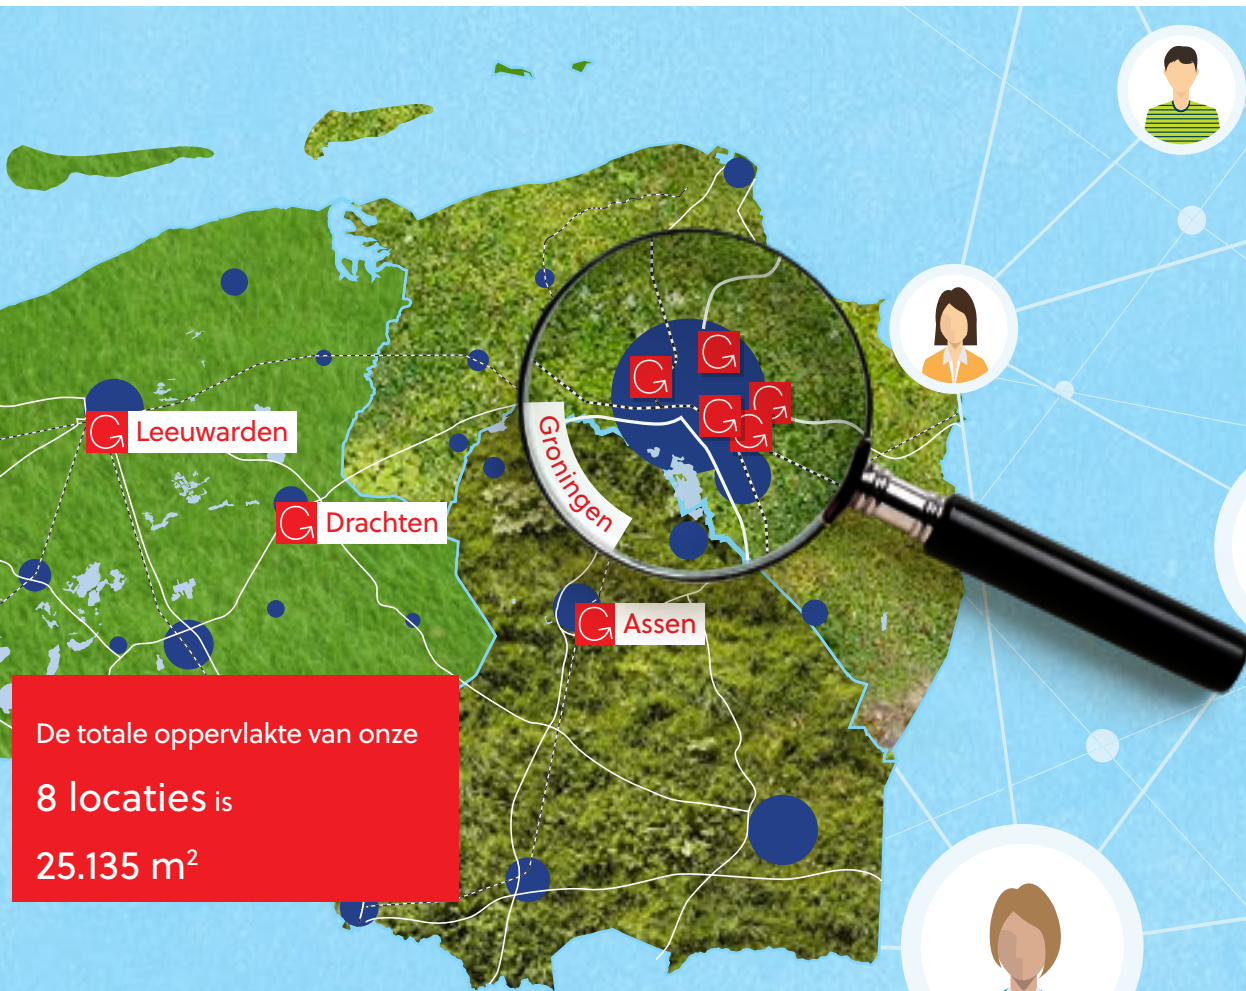 Leeuwarden
Drachten
Groningen
Assen
De totale oppervlakte van onze
8 locaties is
25.135 m²